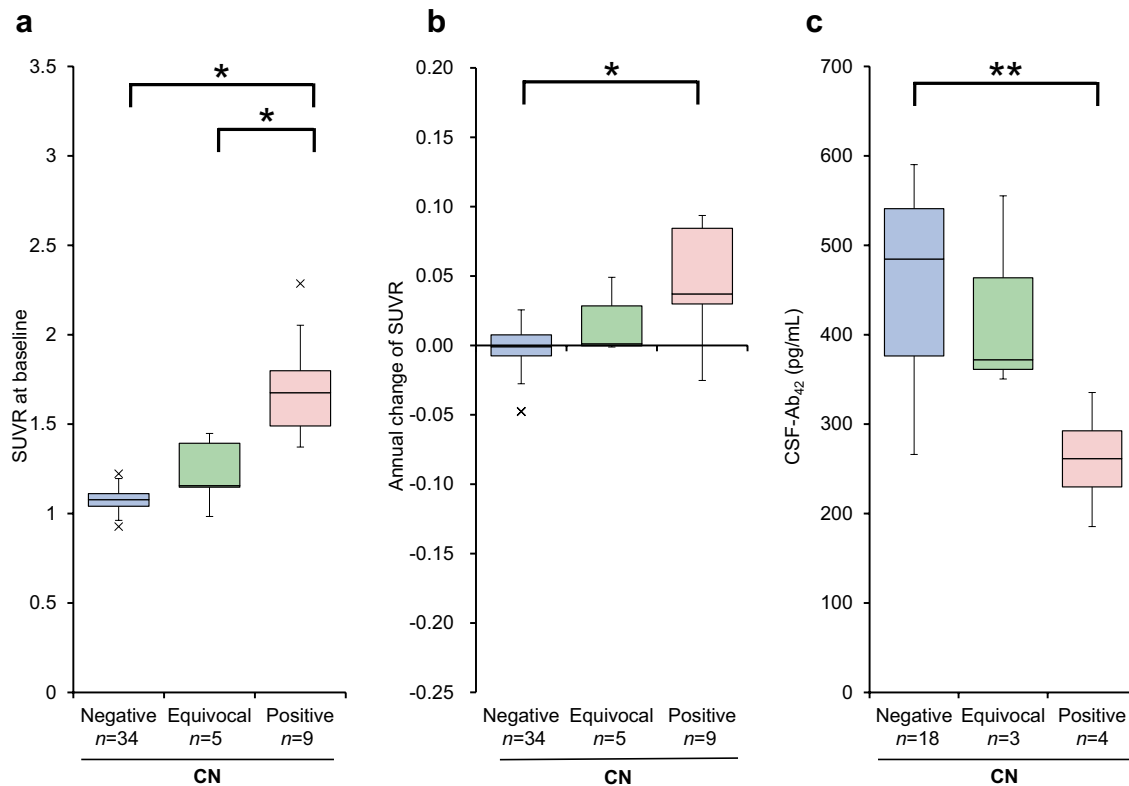 a
*
*
SUVR at baseline
3.5
3
2.5
2
1.5
1
0.5
0
Negative Equivocal Positive
n=34 n=5 n=9
CN
b
*
Annual change of SUVR
0.20
0.15
0.10
0.05
0.00
-0.05
-0.10
-0.15
-0.20
-0.25
Negative Equivocal Positive
n=34 n=5 n=9
CN
c
**
CSF-Ab₄₂ (pg/mL)
700
600
500
400
300
200
100
0
Negative Equivocal Positive
n=18 n=3 n=4
CN